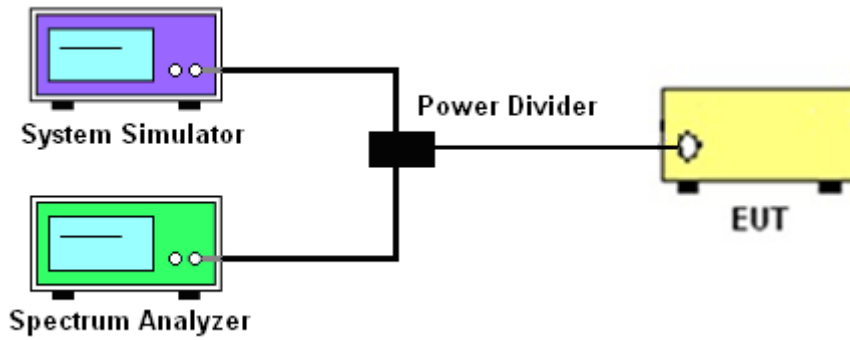 System Simulator
Power Divider
EUT
Spectrum Analyzer